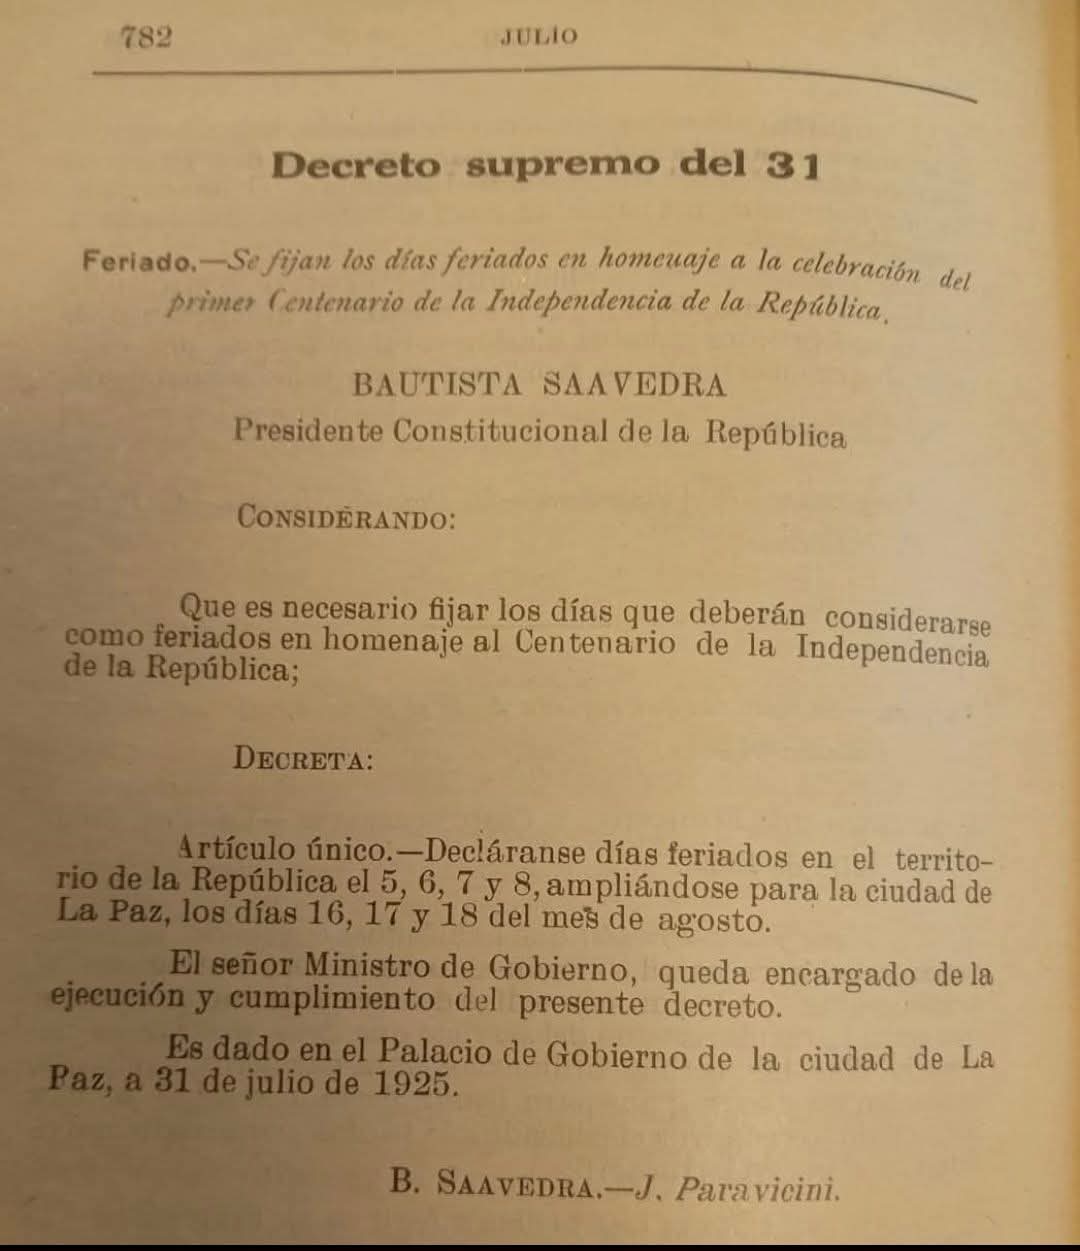 782 JULIO
Decreto supremo del 31
Feriado.—Se fijan los días feriados en homeuaje a la celebración del
primer Centenario de la Independencia de la República.
BAUTISTA SAAVEDRA
Presidente Constitucional de la República
CONSIDERANDO:
Que es necesario fijar los días que deberán considerarse
como feriados en homenaje al Centenario de la Independencia
de la República;
DECRETA:
Artículo único.—Decláranse días feriados en el territo-
rio de la República el 5, 6, 7 y 8, ampliándose para la ciudad de
La Paz, los días 16, 17 y 18 del mes de agosto.
El señor Ministro de Gobierno, queda encargado de la
ejecución y cumplimiento del presente decreto.
Es dado en el Palacio de Gobierno de la ciudad de La
Paz, a 31 de julio de 1925.
B. SAAVEDRA.—J. Paravicini.